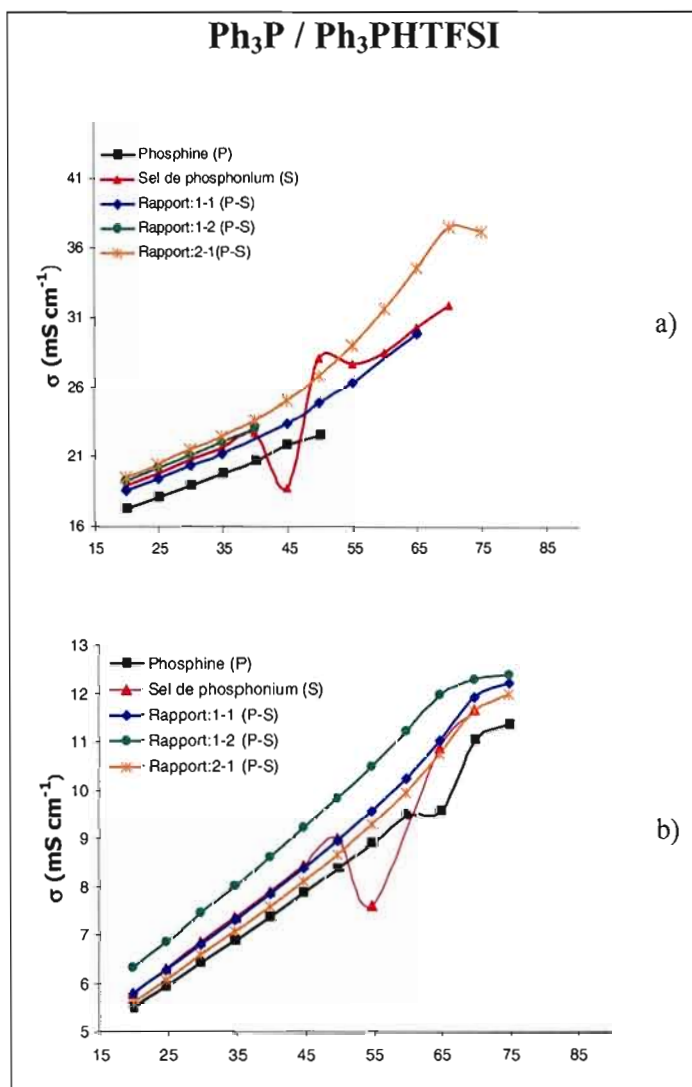 Ph₃P / Ph₃PHTFSI
Phosphine (P)
Sel de phosphonium (S)
Rapport:1-1 (P-S)
Rapport:1-2 (P-S)
Rapport:2-1(P-S)
41
36
31
26
21
16
σ (mS cm⁻¹)
15 25 35 45 55 65 75 85
a)
Phosphine (P)
Sel de phosphonium (S)
Rapport:1-1 (P-S)
Rapport:1-2 (P-S)
Rapport:2-1 (P-S)
13
12
11
10
9
8
7
6
5
σ (mS cm⁻¹)
15 25 35 45 55 65 75 85
b)